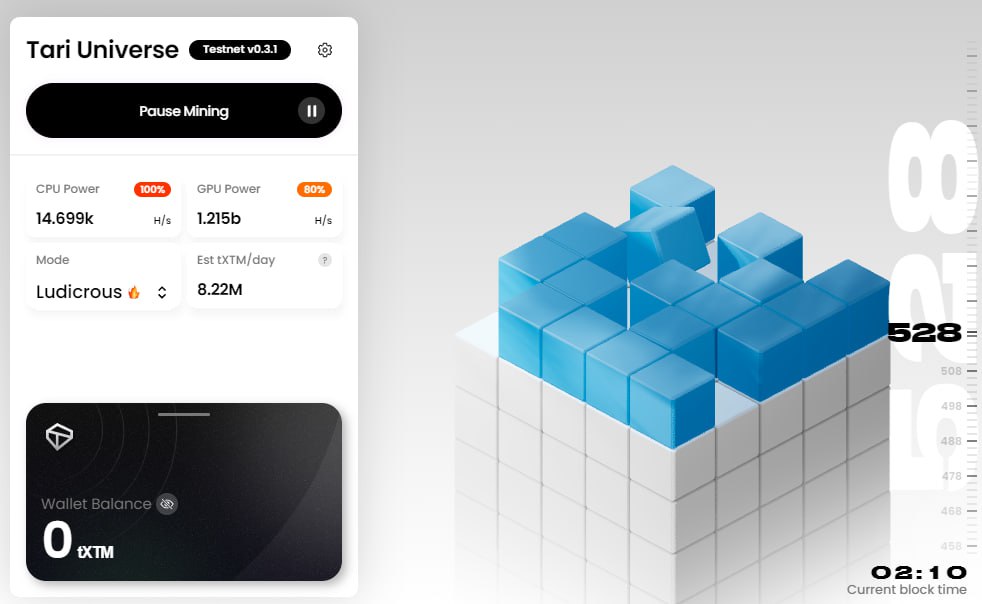 Tari Universe
Testnet v0.3.1
Pause Mining
CPU Power
100%
14.699k
H/s
GPU Power
80%
1.215b
H/s
Mode
Ludicrous 🔥
Est tXTM/day
?
8.22M
Wallet Balance
0 tXTM
528
528
508
498
488
478
468
458
02:10
Current block time